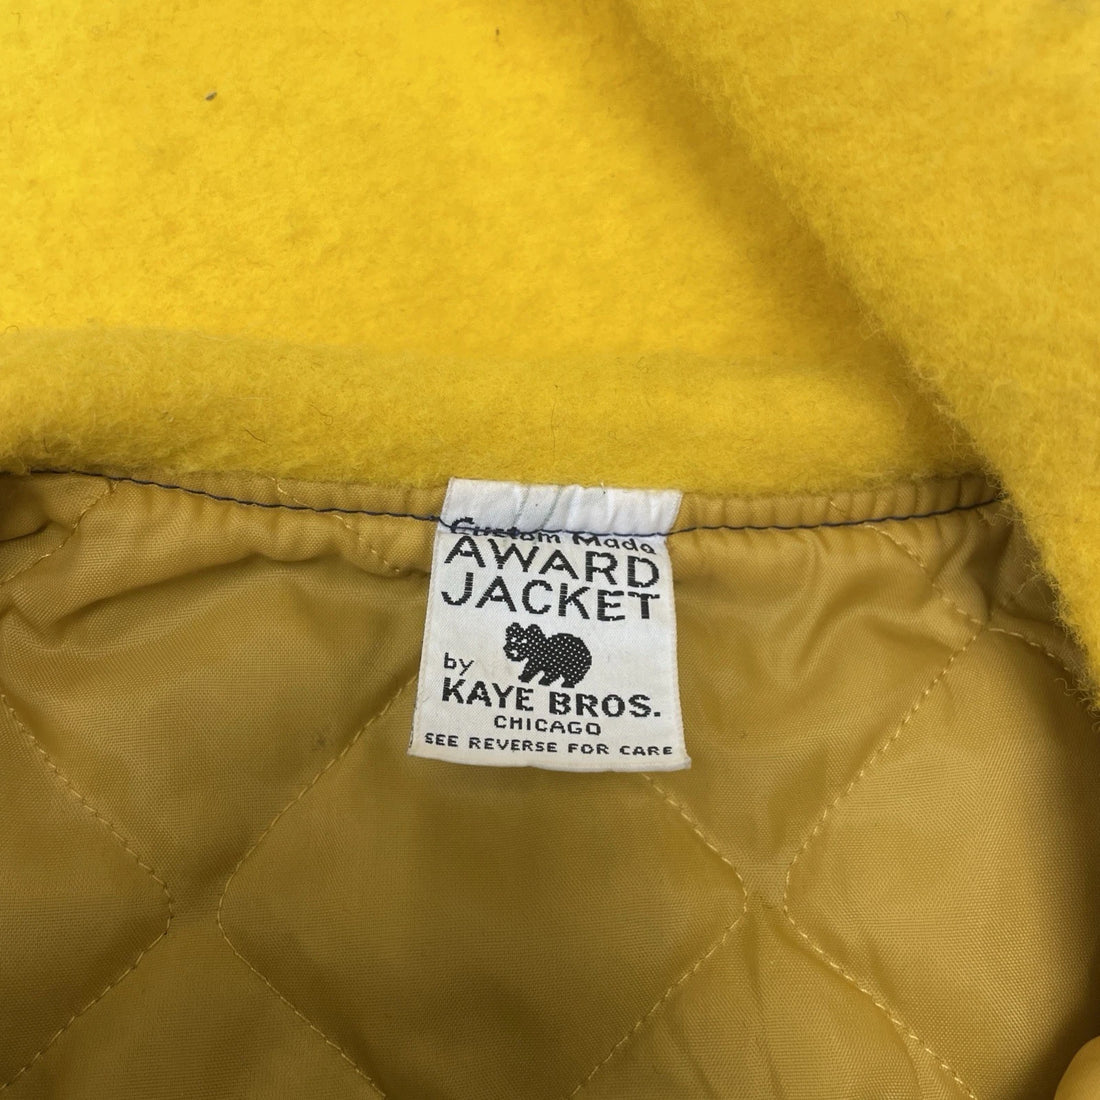 Custom Made
AWARD
JACKET
by
KAYE BROS.
CHICAGO
SEE REVERSE FOR CARE